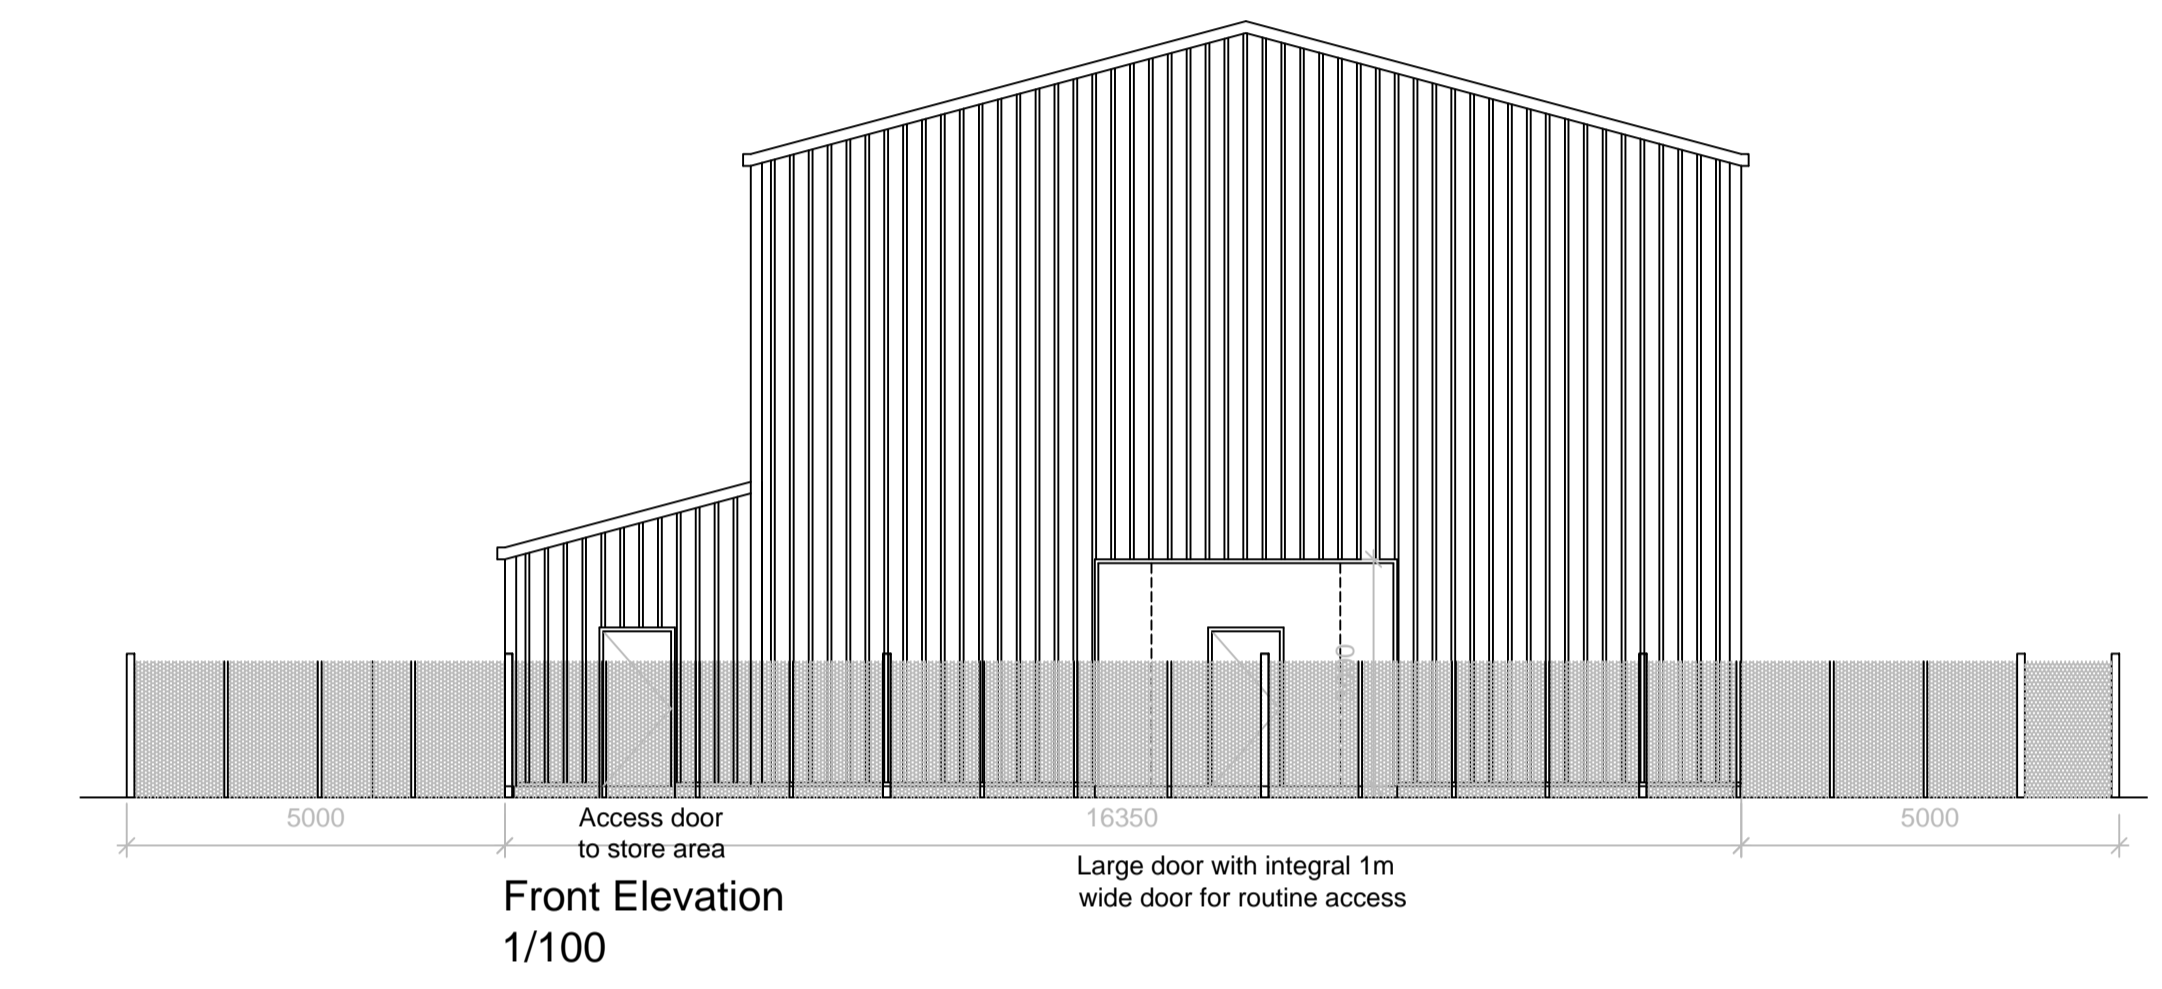 5000
16350
5000
Access door
to store area
Large door with integral 1m
wide door for routine access
Front Elevation
1/100